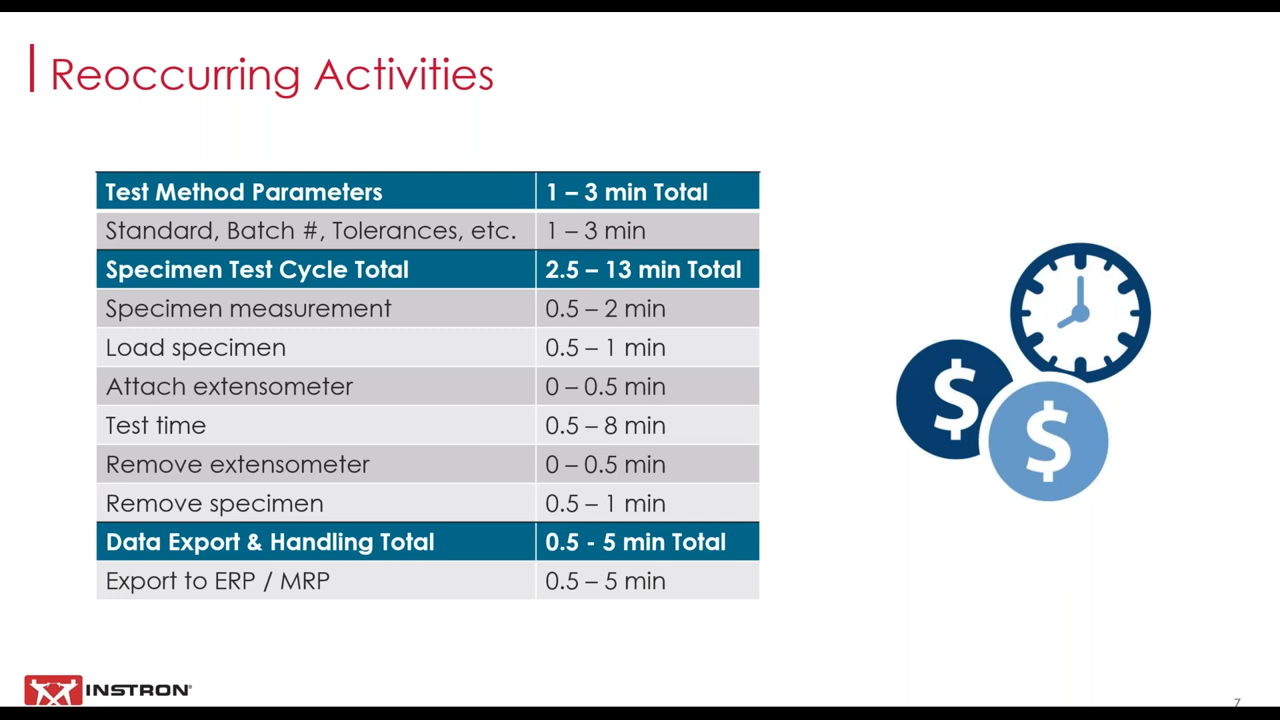 Reoccurring Activities
Test Method Parameters 1 – 3 min Total
Standard, Batch #, Tolerances, etc. 1 – 3 min
Specimen Test Cycle Total 2.5 – 13 min Total
Specimen measurement 0.5 – 2 min
Load specimen 0.5 – 1 min
Attach extensometer 0 – 0.5 min
Test time 0.5 – 8 min
Remove extensometer 0 – 0.5 min
Remove specimen 0.5 – 1 min
Data Export & Handling Total 0.5 - 5 min Total
Export to ERP / MRP 0.5 – 5 min
$
$
INSTRON®
7